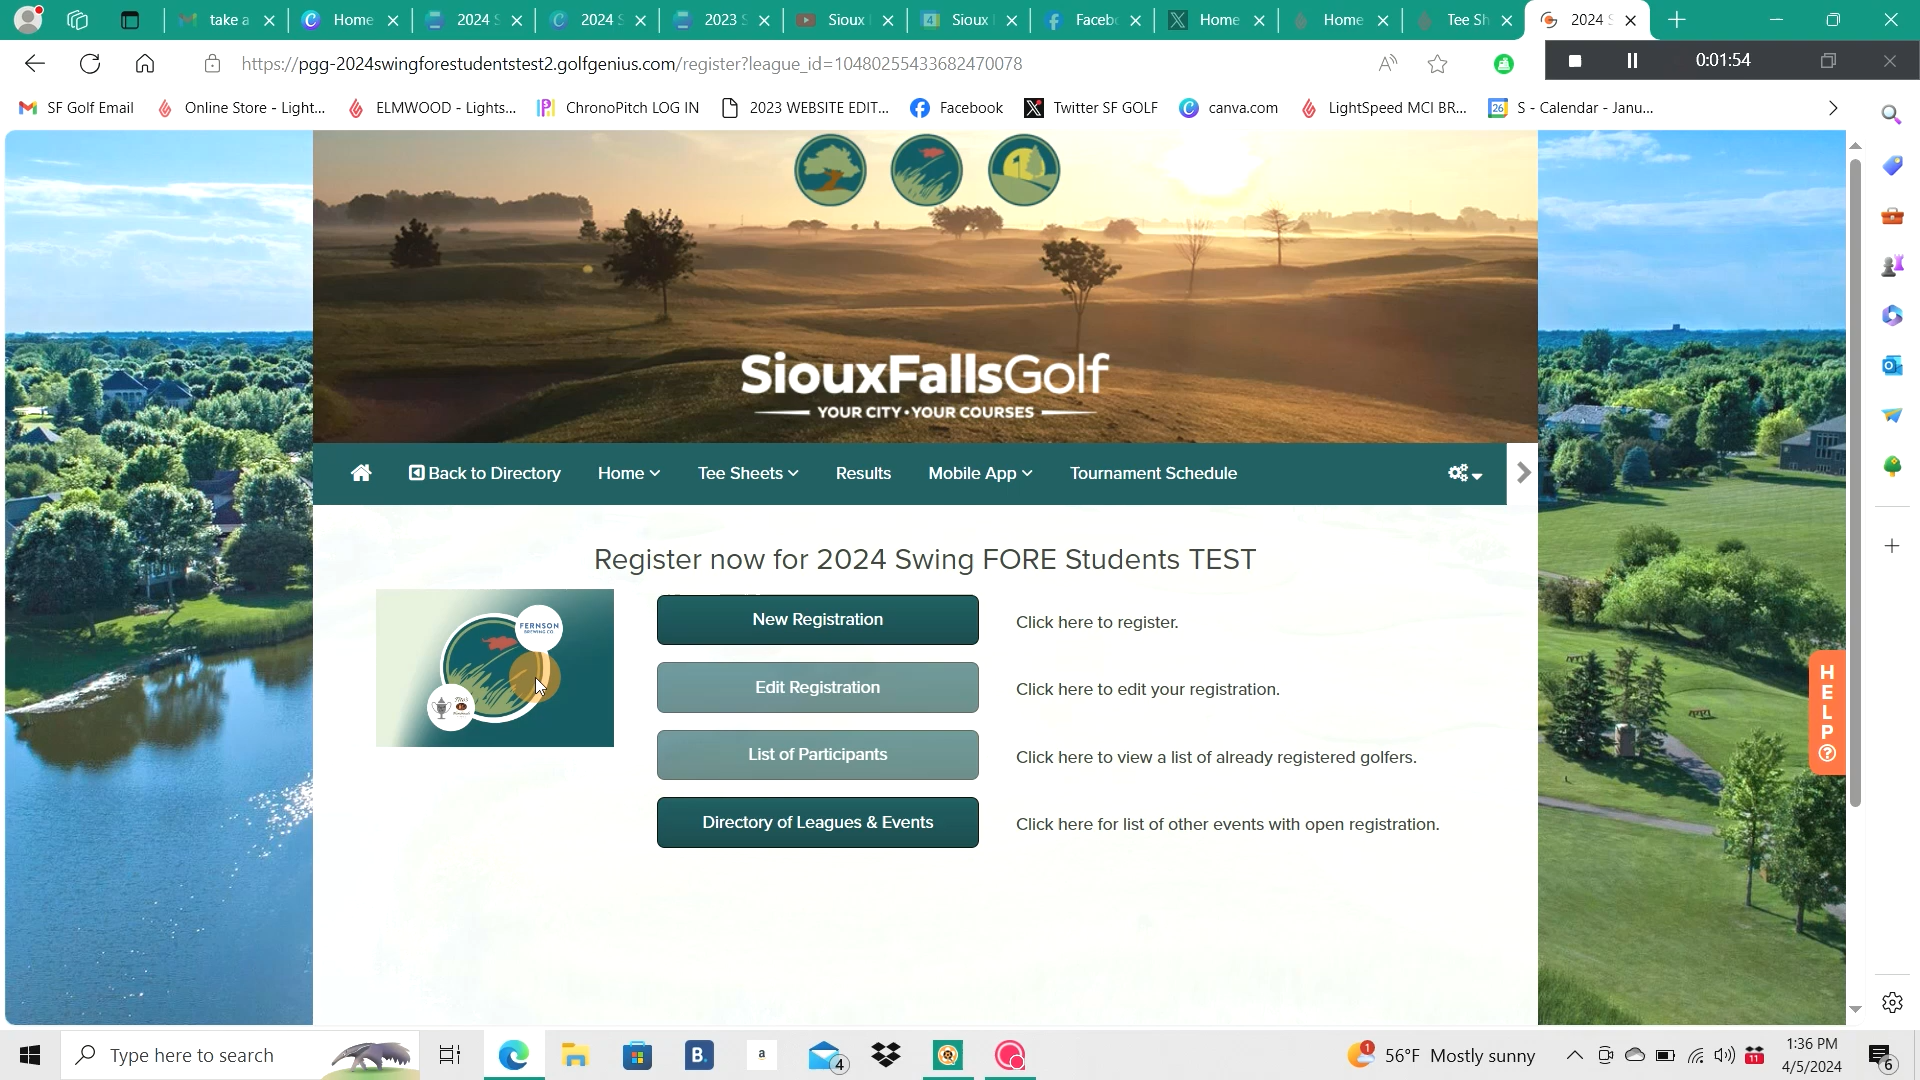 take a
Home
2024 S
2024 S
2023 S
Sioux
Sioux
Faceb
Home
Home
Tee Sh
2024 S
https://pgg-2024swingforestudentstest2.golfgenius.com/register?league_id=10480255433682470078
0:01:54
SF Golf Email
Online Store - Light...
ELMWOOD - Lights...
ChronoPitch LOG IN
2023 WEBSITE EDIT...
Facebook
Twitter SF GOLF
canva.com
LightSpeed MCI BR...
S - Calendar - Janu...
SiouxFallsGolf
YOUR CITY • YOUR COURSES
Back to Directory
Home
Tee Sheets
Results
Mobile App
Tournament Schedule
Register now for 2024 Swing FORE Students TEST
FERNSON
BREWING CO.
New Registration
Click here to register.
Edit Registration
Click here to edit your registration.
List of Participants
Click here to view a list of already registered golfers.
Directory of Leagues & Events
Click here for list of other events with open registration.
HELP
Type here to search
B.
a
4
1
56°F Mostly sunny
11
1:36 PM
4/5/2024
6